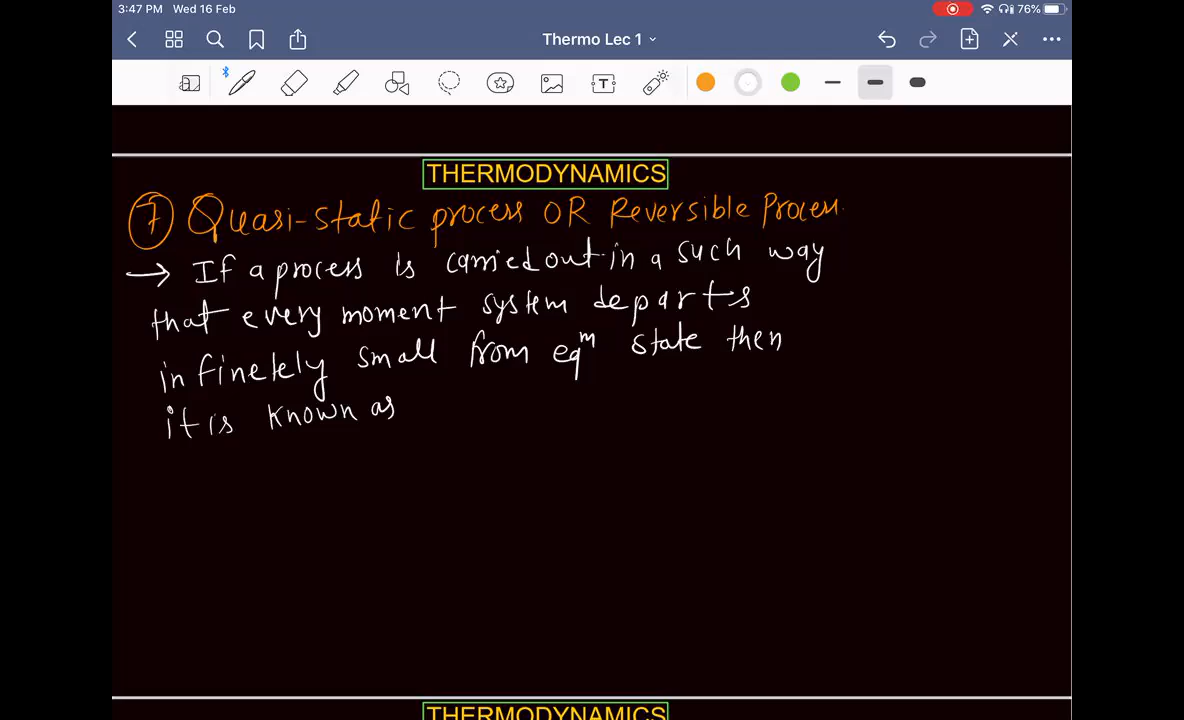 3:47 PM Wed 16 Feb 76%
Thermo Lec 1
T
THERMODYNAMICS
7 Quasi-static process OR Reversible Process.
→ If a process is carried out in a such way
that every moment system departs
infinetely small from eqm state then
it is known as
THERMODYNAMICS